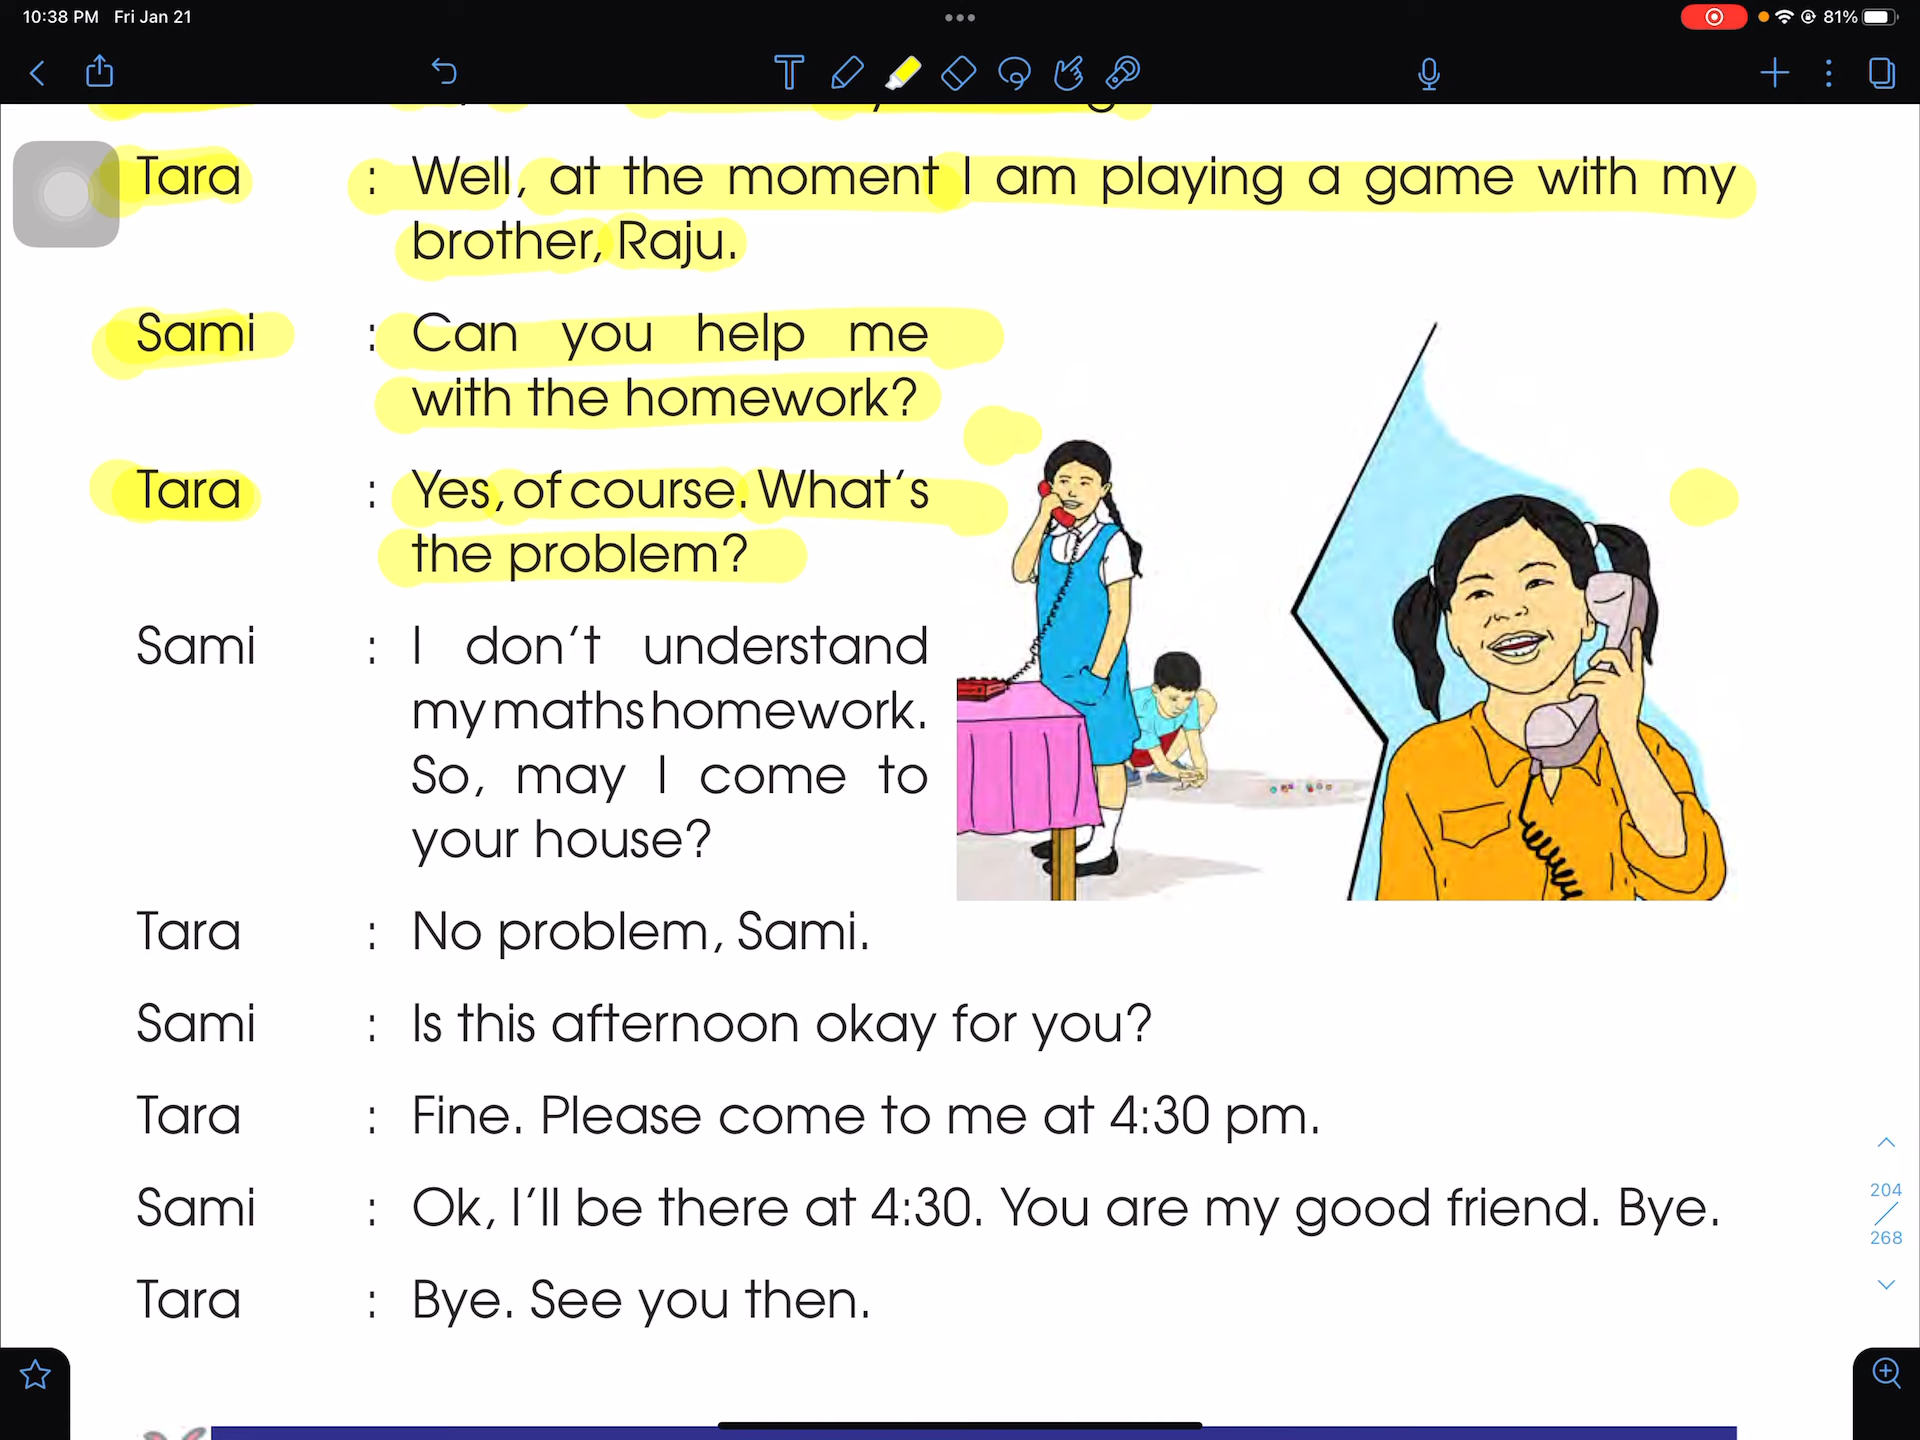 10:38 PM Fri Jan 21
81%
Tara : Well, at the moment I am playing a game with my
brother, Raju.
Sami : Can you help me
with the homework?
Tara : Yes, of course. What's
the problem?
Sami : I don't understand
my maths homework.
So, may I come to
your house?
Tara : No problem, Sami.
Sami : Is this afternoon okay for you?
Tara : Fine. Please come to me at 4:30 pm.
Sami : Ok, I'll be there at 4:30. You are my good friend. Bye.
Tara : Bye. See you then.
204
/
268